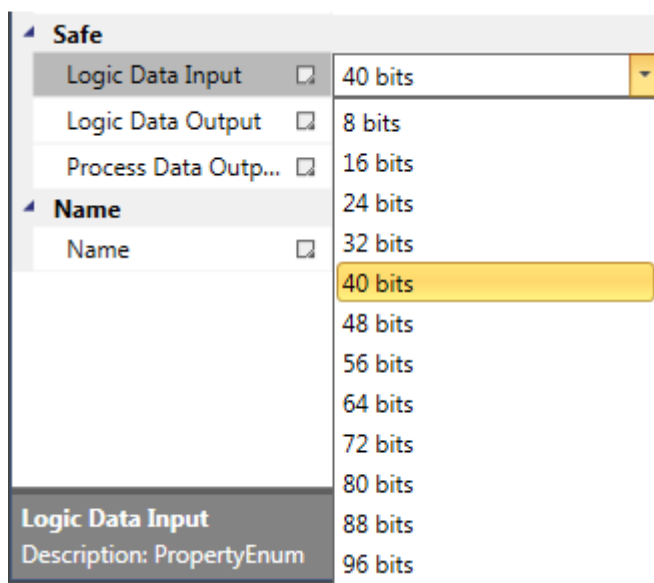 Safe
Logic Data Input 40 bits
Logic Data Output 8 bits
Process Data Outp... 16 bits
24 bits
Name
Name 32 bits
40 bits
48 bits
56 bits
64 bits
72 bits
80 bits
Logic Data Input 88 bits
Description: PropertyEnum 96 bits